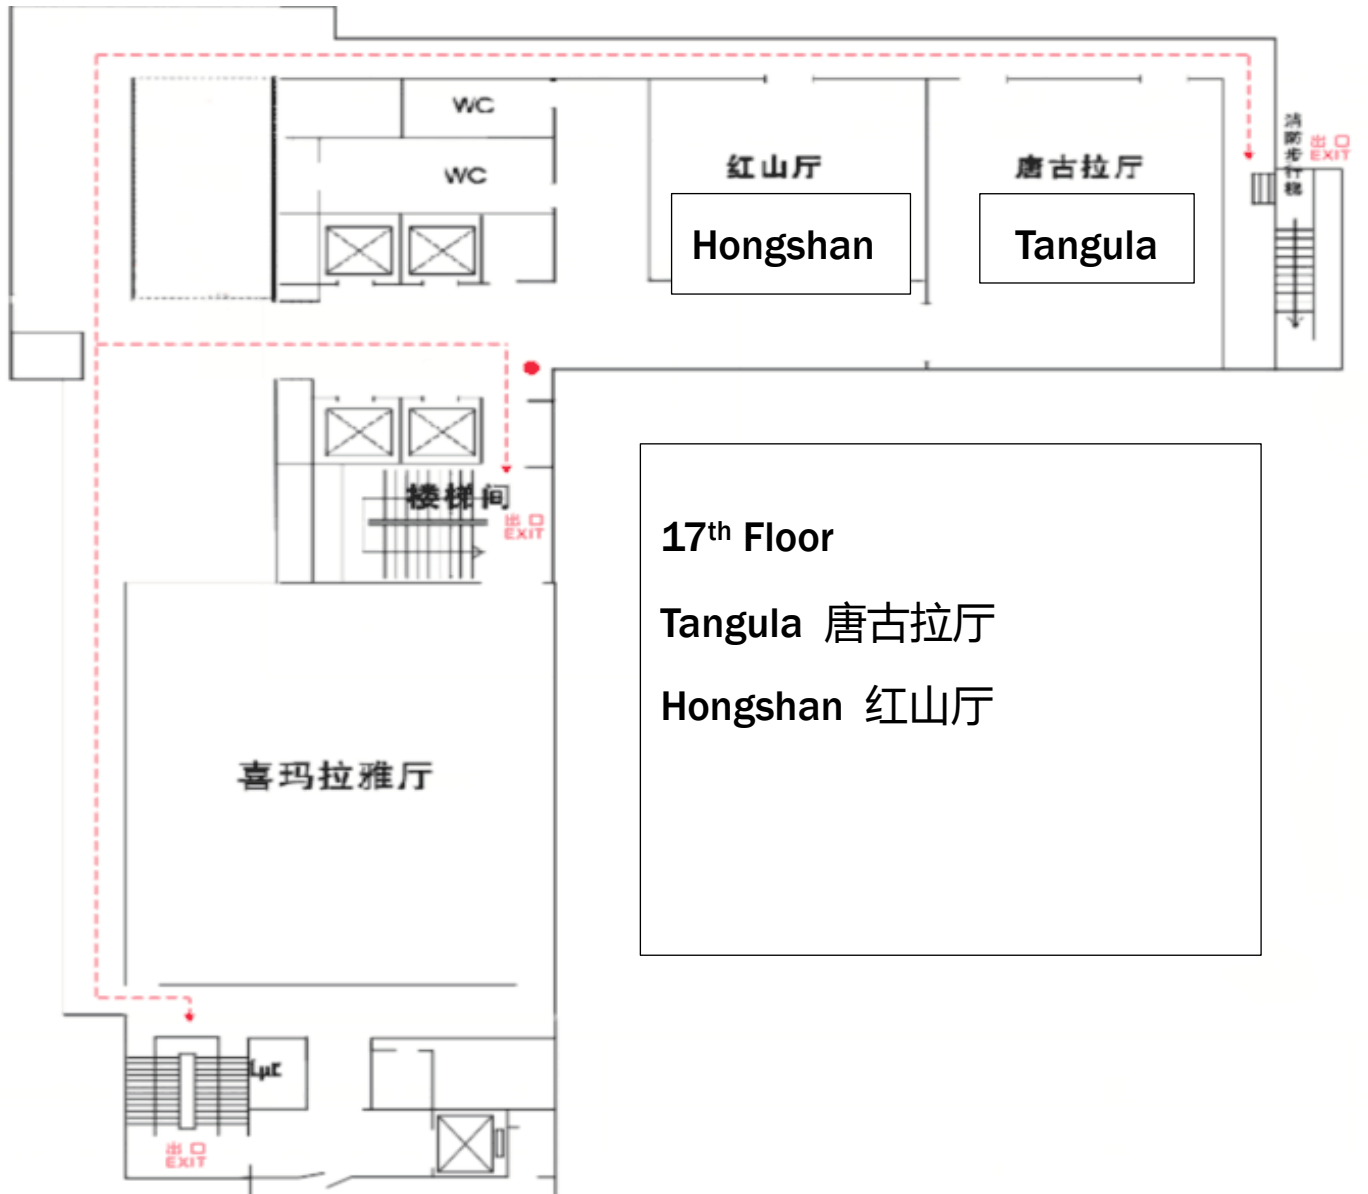 WC
WC
红山厅
Hongshan
唐古拉厅
Tangula
消防步行梯
出口
EXIT
楼梯间
出口
EXIT
17th Floor
Tangula 唐古拉厅
Hongshan 红山厅
喜玛拉雅厅
出口
EXIT